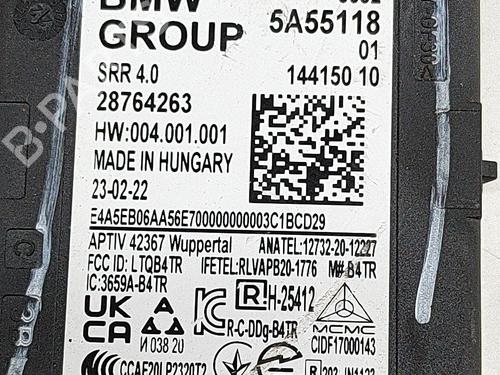 BMW
GROUP
5A55118
01
SRR 4.0
144150 10
28764263
HW:004.001.001
MADE IN HUNGARY
23-02-22
E4A5EB06AA56E700000000003C1BCD29
APTIV 42367 Wuppertal
ANATEL:12732-20-12227
FCC ID: LTQB4TR
IFETEL:RLVAPB20-1776
M# B4TR
IC:3659A-B4TR
UK
CA
R H-25412
R-C-DDg-B4TR
И 038 20
MCMC
CIDF17000143
CCAF20LP2320T2